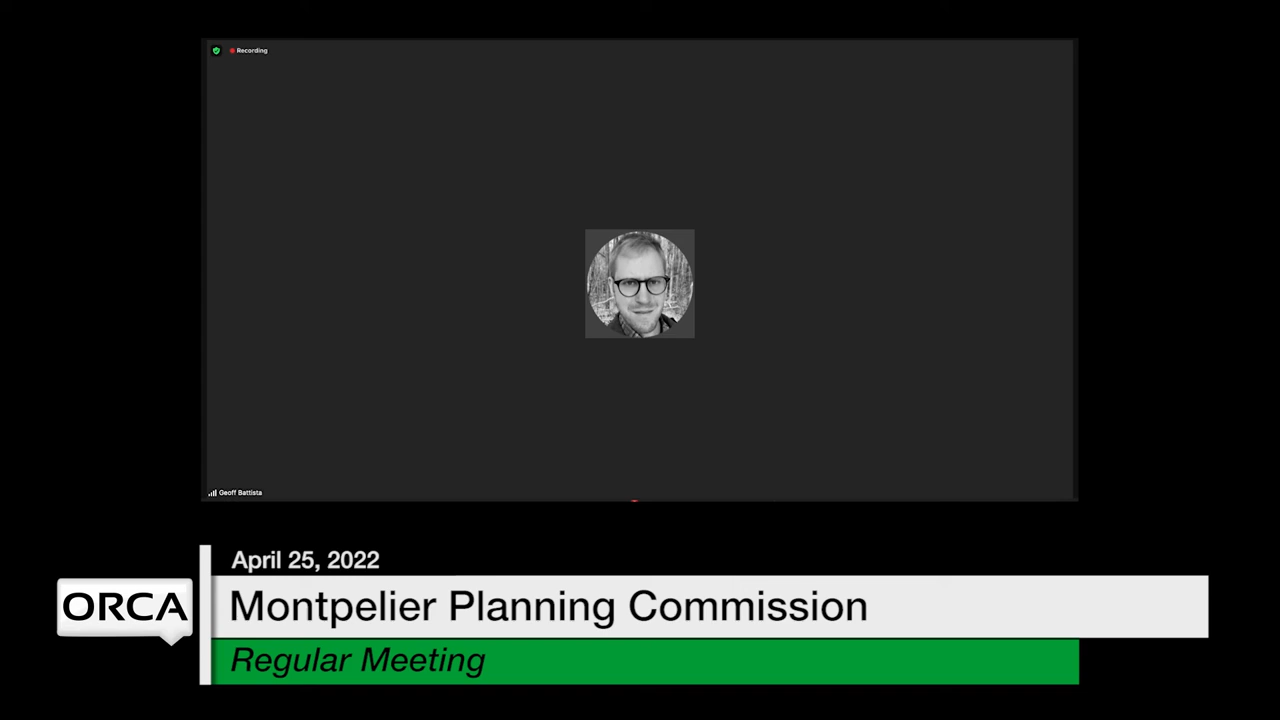 Recording
Geoff Battista
April 25, 2022
ORCA
Montpelier Planning Commission
Regular Meeting